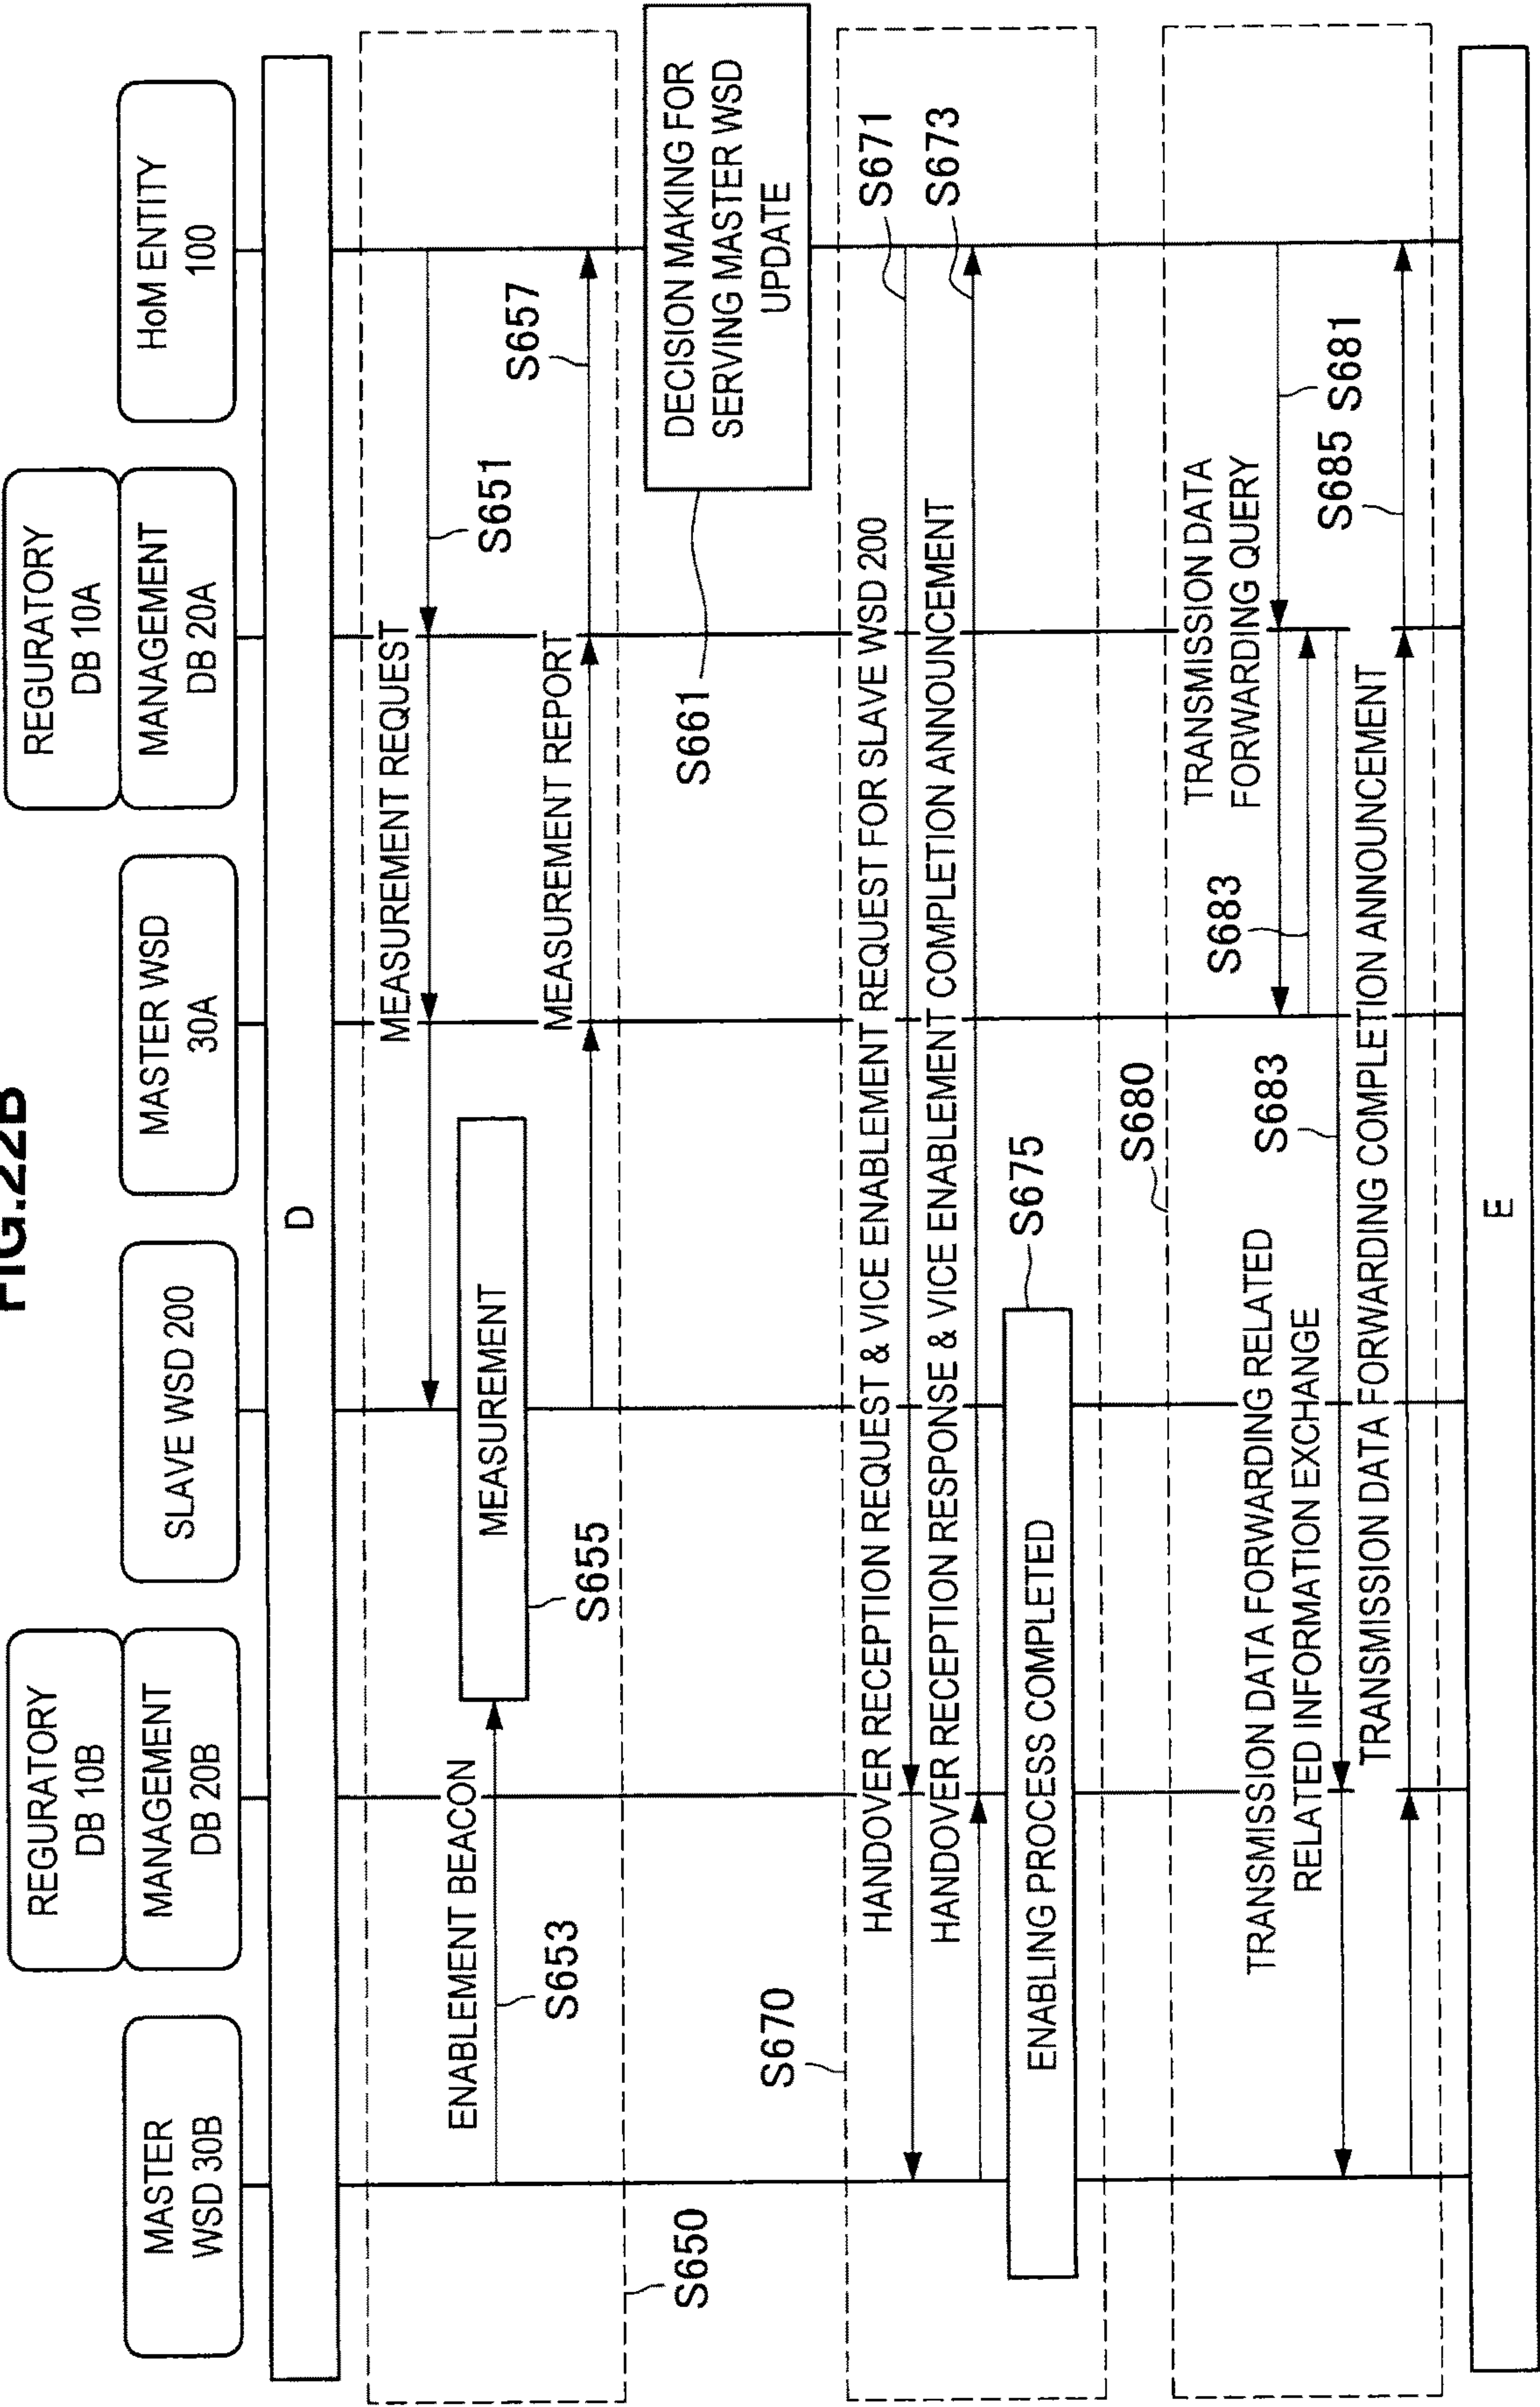 FIG.22B
MASTER
WSD 30B
REGURATORY
DB 10B
MANAGEMENT
DB 20B
SLAVE WSD 200
MASTER WSD
30A
REGURATORY
DB 10A
MANAGEMENT
DB 20A
HoM ENTITY
100
D
MEASUREMENT REQUEST
S651
ENABLEMENT BEACON
S653
MEASUREMENT
S655
MEASUREMENT REPORT
S657
S650
DECISION MAKING FOR
SERVING MASTER WSD
UPDATE
S661
S670
HANDOVER RECEPTION REQUEST & VICE ENABLEMENT REQUEST FOR SLAVE WSD 200
S671
HANDOVER RECEPTION RESPONSE & VICE ENABLEMENT COMPLETION ANNOUNCEMENT
S673
ENABLING PROCESS COMPLETED
S675
S680
TRANSMISSION DATA
FORWARDING QUERY
S681
S683
TRANSMISSION DATA FORWARDING RELATED
RELATED INFORMATION EXCHANGE
S683
TRANSMISSION DATA FORWARDING COMPLETION ANNOUNCEMENT
S685
E